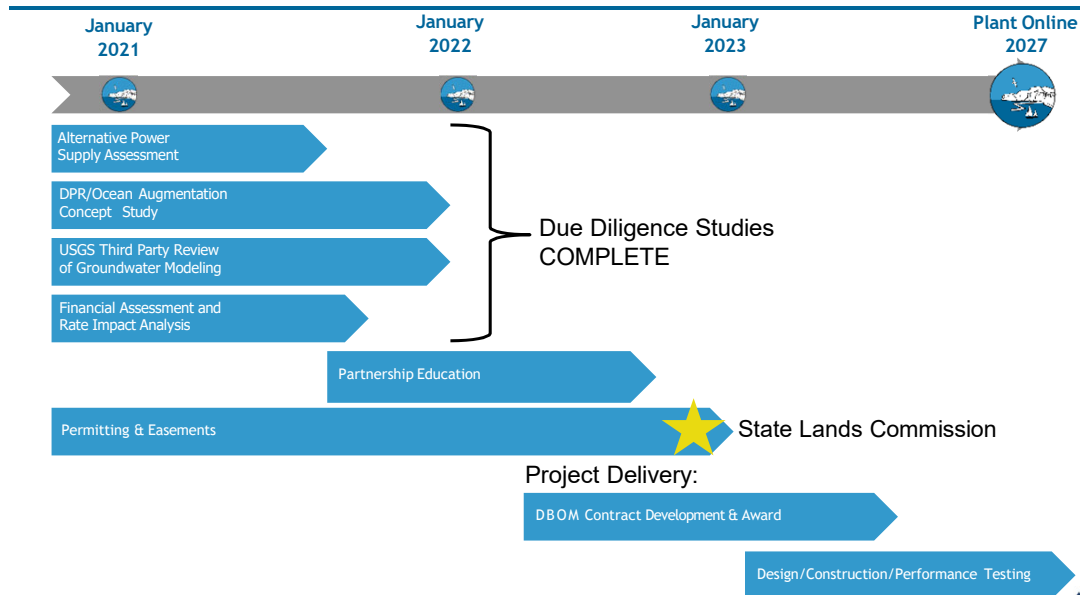 January
2021
January
2022
January
2023
Plant Online
2027
Alternative Power
Supply Assessment
DPR/Ocean Augmentation
Concept Study
USGS Third Party Review
of Groundwater Modeling
Financial Assessment and
Rate Impact Analysis
Due Diligence Studies
COMPLETE
Partnership Education
Permitting & Easements
State Lands Commission
Project Delivery:
DBOM Contract Development & Award
Design/Construction/Performance Testing